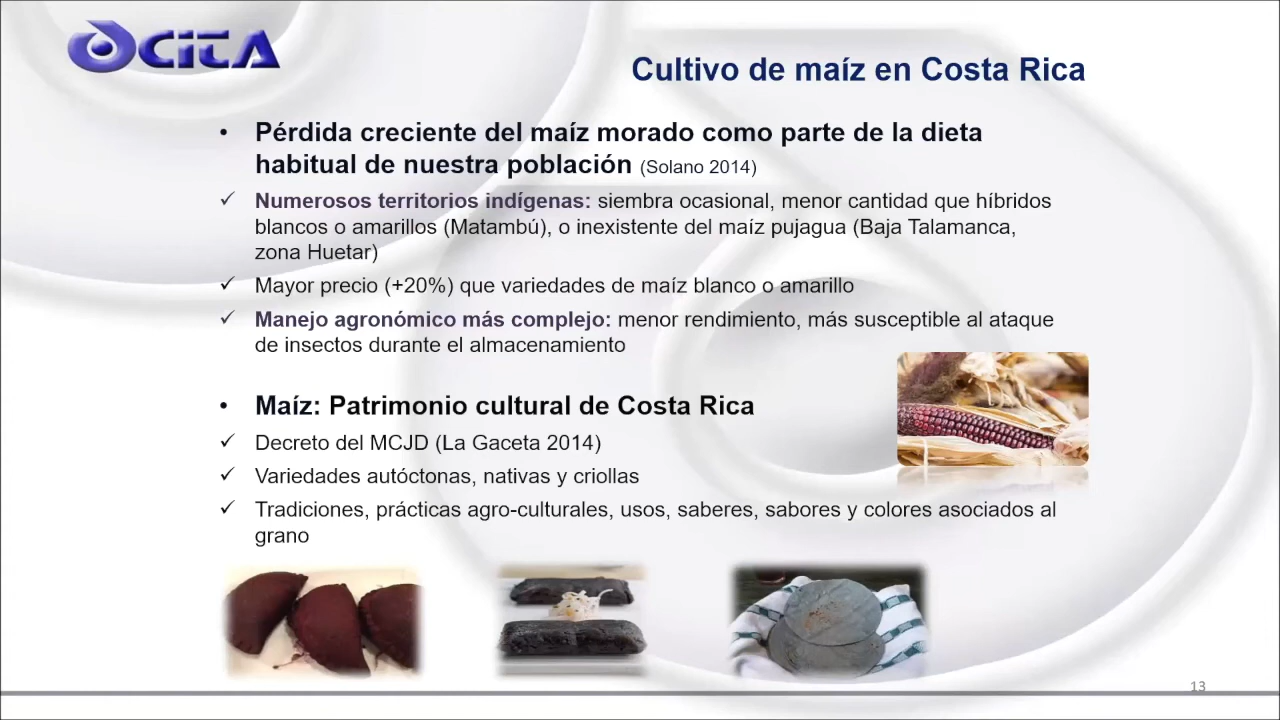 CITA
Cultivo de maíz en Costa Rica
• Pérdida creciente del maíz morado como parte de la dieta
habitual de nuestra población (Solano 2014)
✓ Numerosos territorios indígenas: siembra ocasional, menor cantidad que híbridos
blancos o amarillos (Matambú), o inexistente del maíz pujagua (Baja Talamanca,
zona Huetar)
✓ Mayor precio (+20%) que variedades de maíz blanco o amarillo
✓ Manejo agronómico más complejo: menor rendimiento, más susceptible al ataque
de insectos durante el almacenamiento
• Maíz: Patrimonio cultural de Costa Rica
✓ Decreto del MCJD (La Gaceta 2014)
✓ Variedades autóctonas, nativas y criollas
✓ Tradiciones, prácticas agro-culturales, usos, saberes, sabores y colores asociados al
grano
13